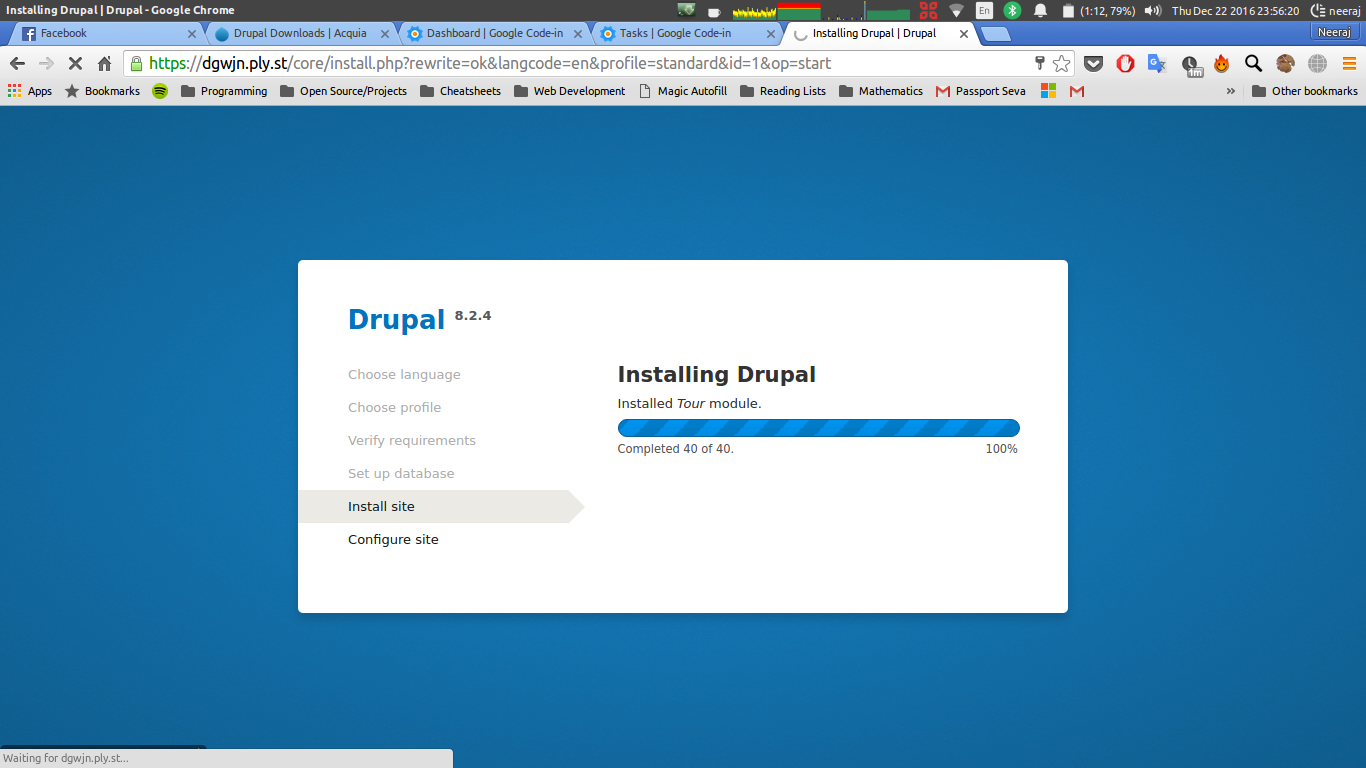 Installing Drupal | Drupal - Google Chrome
En
(1:12, 79%)
Thu Dec 22 2016 23:56:20
neeraj
Facebook
Drupal Downloads | Acquia
Dashboard | Google Code-in
Tasks | Google Code-in
Installing Drupal | Drupal
Neeraj
https://dgwjn.ply.st/core/install.php?rewrite=ok&langcode=en&profile=standard&id=1&op=start
1m
Apps
Bookmarks
Programming
Open Source/Projects
Cheatsheets
Web Development
Magic Autofill
Reading Lists
Mathematics
Passport Seva
»
Other bookmarks
Drupal 8.2.4
Choose language
Choose profile
Verify requirements
Set up database
Install site
Configure site
Installing Drupal
Installed Tour module.
Completed 40 of 40.
100%
Waiting for dgwjn.ply.st...